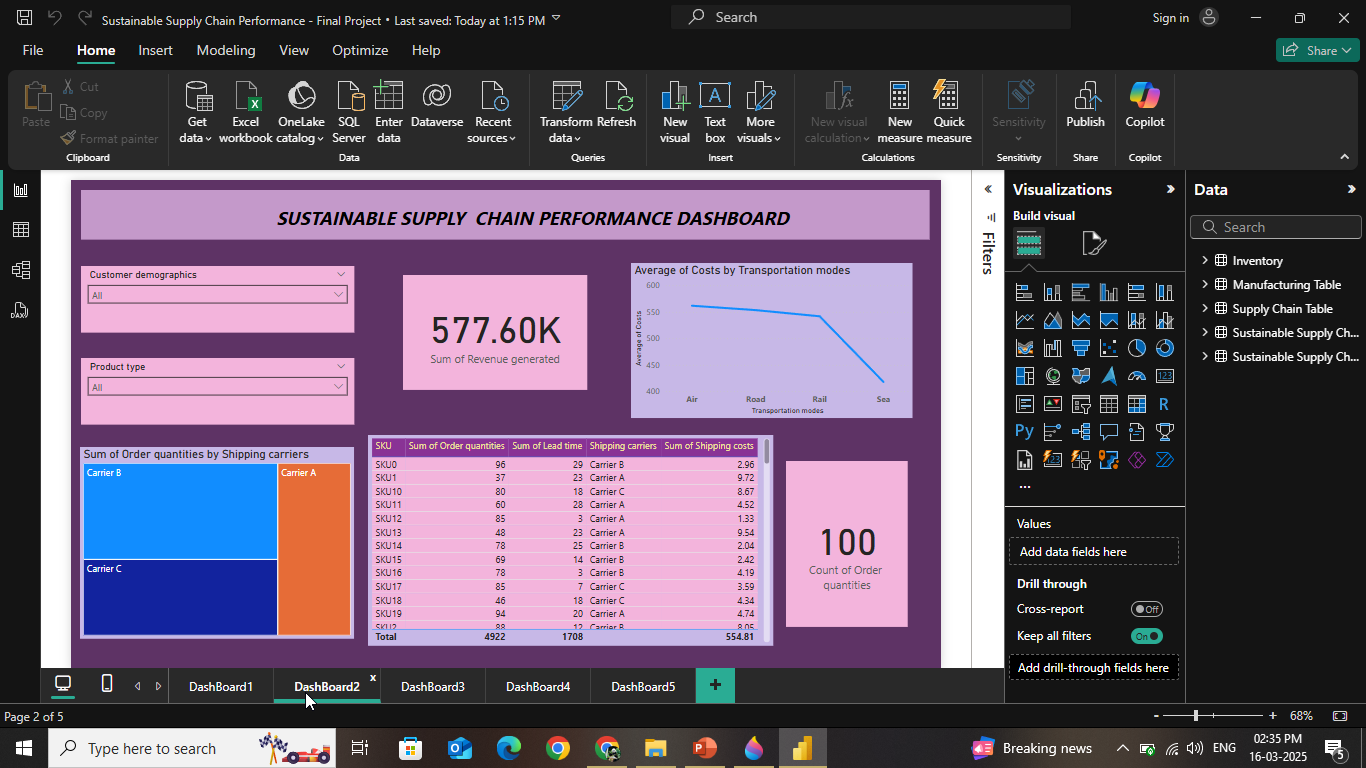 Sustainable Supply Chain Performance - Final Project • Last saved: Today at 1:15 PM
Search
Sign in
File Home Insert Modeling View Optimize Help
Share
Paste
Cut
Copy
Format painter
Clipboard
Get data
Excel workbook
OneLake catalog
SQL Server
Enter data
Dataverse
Recent sources
Data
Transform data
Refresh
Queries
New visual
Text box
More visuals
Insert
New visual calculation
New measure
Quick measure
Calculations
Sensitivity
Sensitivity
Publish
Share
Copilot
Copilot
SUSTAINABLE SUPPLY CHAIN PERFORMANCE DASHBOARD
Customer demographics
All
Product type
All
577.60K
Sum of Revenue generated
Average of Costs by Transportation modes
Average of Costs
600
550
500
450
400
Air Road Rail Sea
Transportation modes
Sum of Order quantities by Shipping carriers
Carrier B
Carrier A
Carrier C
SKU Sum of Order quantities Sum of Lead time Shipping carriers Sum of Shipping costs
SKU0 96 29 Carrier B 2.96
SKU1 37 23 Carrier A 9.72
SKU10 80 18 Carrier C 8.67
SKU11 60 28 Carrier A 4.52
SKU12 85 3 Carrier A 1.33
SKU13 48 23 Carrier A 9.54
SKU14 78 25 Carrier B 2.04
SKU15 69 14 Carrier B 2.42
SKU16 78 3 Carrier B 4.19
SKU17 85 7 Carrier C 3.59
SKU18 46 18 Carrier C 4.34
SKU19 94 20 Carrier A 4.74
SKU2 88 12 Carrier B 8.05
Total 4922 1708 554.81
100
Count of Order
quantities
Filters
Visualizations
Build visual
R
Py
...
Values
Add data fields here
Drill through
Cross-report Off
Keep all filters On
Add drill-through fields here
Data
Search
Inventory
Manufacturing Table
Supply Chain Table
Sustainable Supply Ch...
Sustainable Supply Ch...
DashBoard1 DashBoard2 x DashBoard3 DashBoard4 DashBoard5 +
Page 2 of 5
- + 68%
Type here to search
Breaking news
ENG
02:35 PM
16-03-2025
5